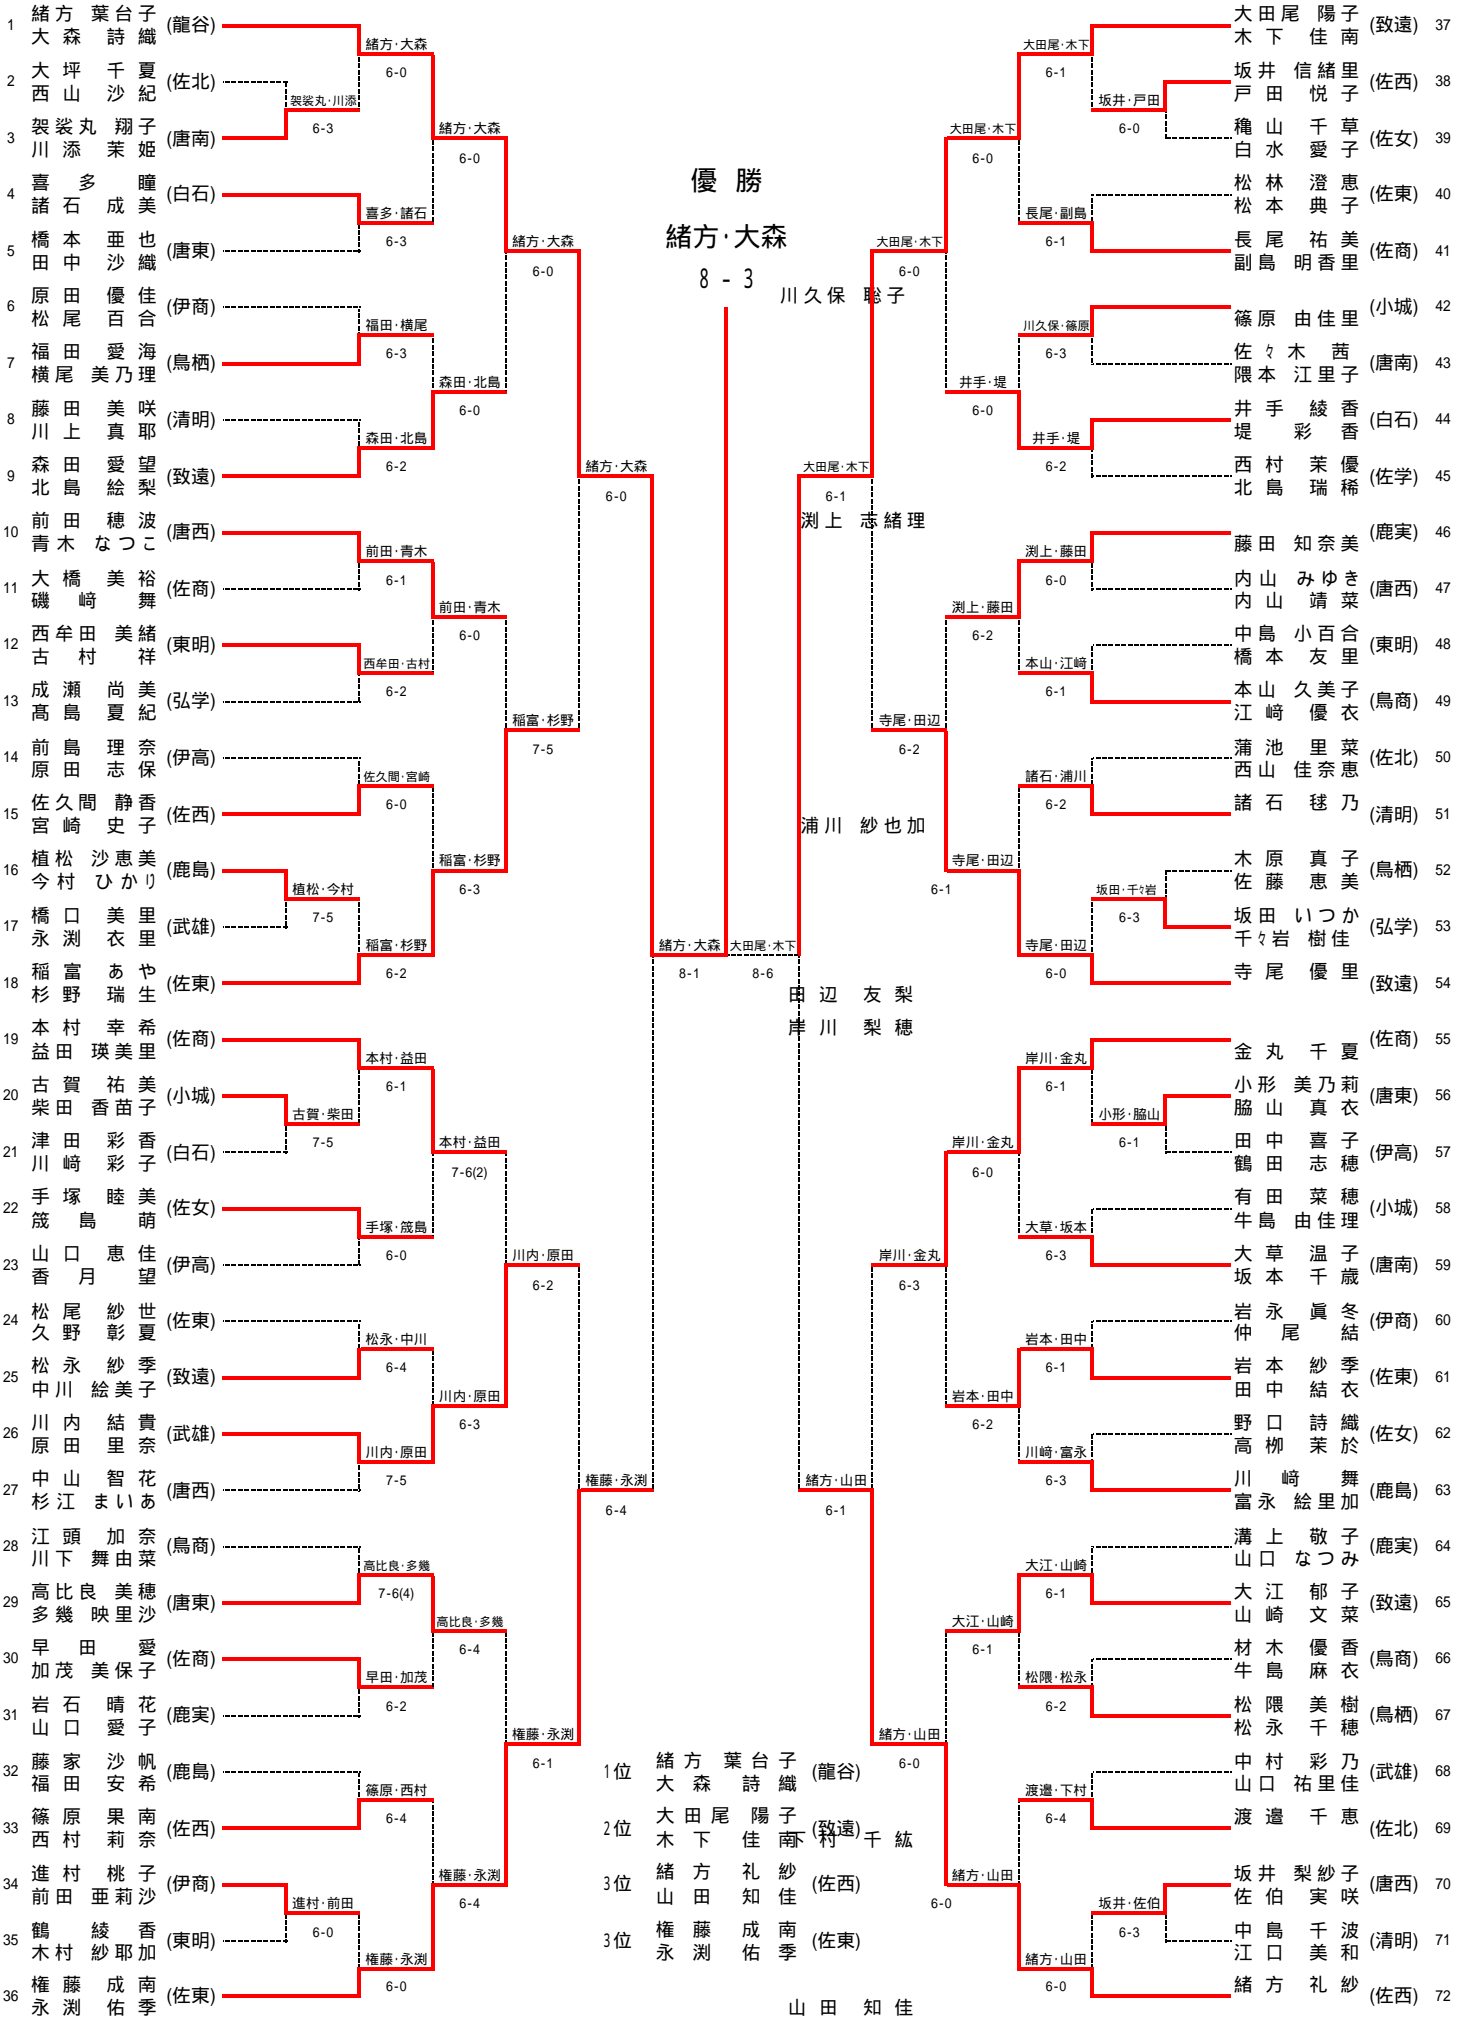 1 緒方 葉台子 大森 詩織 (龍谷)
2 大坪 千夏 西山 沙紀 (佐北)
3 袈裟丸 翔子 川添 茉姫 (唐南)
4 喜多 瞳 諸石 成美 (白石)
5 橋本 亜也 田中 沙織 (唐東)
6 原田 優佳 松尾 百合 (伊商)
7 福田 愛海 横尾 美乃理 (鳥栖)
8 藤田 美咲 川上 真耶 (清明)
9 森田 愛望 北島 絵梨 (致遠)
10 前田 穂波 青木 なつこ (唐西)
11 大橋 美裕 磯﨑 舞 (佐商)
12 西牟田 美緒 古村 祥 (東明)
13 成瀬 尚美 髙島 夏紀 (弘学)
14 前島 理奈 原田 志保 (伊高)
15 佐久間 静香 宮崎 史子 (佐西)
16 植松 沙恵美 今村 ひかり (鹿島)
17 橋口 美里 永渕 衣里 (武雄)
18 稲富 あや 杉野 瑞生 (佐東)
19 本村 幸希 益田 瑛美里 (佐商)
20 古賀 祐美 柴田 香苗子 (小城)
21 津田 彩香 川﨑 彩子 (白石)
22 手塚 睦美 筬島 萌 (佐女)
23 山口 恵佳 香月 望 (伊高)
24 松尾 紗世 久野 彰夏 (佐東)
25 松永 紗季 中川 絵美子 (致遠)
26 川内 結貴 原田 里奈 (武雄)
27 中山 智花 杉江 まいあ (唐西)
28 江頭 加奈 川下 舞由菜 (鳥商)
29 高比良 美穂 多幾 映里沙 (唐東)
30 早田 愛 加茂 美保子 (佐商)
31 岩石 晴花 山口 愛子 (鹿実)
32 藤家 沙帆 福田 安希 (鹿島)
33 篠原 果南 西村 莉奈 (佐西)
34 進村 桃子 前田 亜莉沙 (伊商)
35 鶴 綾香 木村 紗耶加 (東明)
36 権藤 成南 永渕 佑季 (佐東)
袈裟丸・川添 6-3
植松・今村 7-5
古賀・柴田 7-5
進村・前田 6-0
緒方・大森 6-0
喜多・諸石 6-3
福田・横尾 6-3
森田・北島 6-2
前田・青木 6-1
西牟田・古村 6-2
佐久間・宮崎 6-0
稲富・杉野 6-2
本村・益田 6-1
手塚・筬島 6-0
松永・中川 6-4
川内・原田 7-5
高比良・多幾 7-6(4)
早田・加茂 6-2
篠原・西村 6-4
権藤・永渕 6-0
緒方・大森 6-0
森田・北島 6-0
前田・青木 6-0
稲富・杉野 6-3
本村・益田 7-6(2)
川内・原田 6-3
高比良・多幾 6-4
権藤・永渕 6-4
緒方・大森 6-0
稲富・杉野 7-5
川内・原田 6-2
権藤・永渕 6-1
緒方・大森 6-0
権藤・永渕 6-4
緒方・大森 8-1
優勝
緒方・大森
8-3
大田尾・木下 8-6
大田尾・木下 6-1
緒方・山田 6-1
大田尾・木下 6-0
寺尾・田辺 6-2
岸川・金丸 6-3
緒方・山田 6-0
大田尾・木下 6-0
井手・堤 6-0
渕上・藤田 6-2
寺尾・田辺 6-1
岸川・金丸 6-0
岩本・田中 6-2
大江・山崎 6-1
緒方・山田 6-0
大田尾・木下 6-1
長尾・副島 6-1
川久保・篠原 6-3
井手・堤 6-2
渕上・藤田 6-0
本山・江﨑 6-1
諸石・浦川 6-2
寺尾・田辺 6-0
岸川・金丸 6-1
大草・坂本 6-3
岩本・田中 6-1
川﨑・富永 6-3
大江・山崎 6-1
松隈・松永 6-2
渡邉・下村 6-4
緒方・山田 6-0
坂井・戸田 6-0
坂田・千々岩 6-3
小形・脇山 6-1
坂井・佐伯 6-3
大田尾 陽子 木下 佳南 (致遠) 37
坂井 信緒里 戸田 悦子 (佐西) 38
穐山 千草 白水 愛子 (佐女) 39
松林 澄恵 松本 典子 (佐東) 40
長尾 祐美 副島 明香里 (佐商) 41
川久保 聡子
篠原 由佳里 (小城) 42
佐々木 茜 隈本 江里子 (唐南) 43
井手 綾香 堤 彩香 (白石) 44
西村 茉優 北島 瑞稀 (佐学) 45
渕上 志緒理
藤田 知奈美 (鹿実) 46
内山 みゆき 内山 靖菜 (唐西) 47
中島 小百合 橋本 友里 (東明) 48
本山 久美子 江﨑 優衣 (鳥商) 49
蒲池 里菜 西山 佳奈恵 (佐北) 50
諸石 毬乃 (清明) 51
浦川 紗也加
木原 真子 佐藤 恵美 (鳥栖) 52
坂田 いつか 千々岩 樹佳 (弘学) 53
寺尾 優里 (致遠) 54
田辺 友梨
岸川 梨穂
金丸 千夏 (佐商) 55
小形 美乃莉 脇山 真衣 (唐東) 56
田中 喜子 鶴田 志穂 (伊高) 57
有田 菜穂 牛島 由佳理 (小城) 58
大草 温子 坂本 千歳 (唐南) 59
岩永 眞冬 仲尾 結 (伊商) 60
岩本 紗季 田中 結衣 (佐東) 61
野口 詩織 高栁 茉於 (佐女) 62
川﨑 舞 富永 絵里加 (鹿島) 63
溝上 敬子 山口 なつみ (鹿実) 64
大江 郁子 山崎 文菜 (致遠) 65
材木 優香 牛島 麻衣 (鳥商) 66
松隈 美樹 松永 千穂 (鳥栖) 67
中村 彩乃 山口 祐里佳 (武雄) 68
渡邉 千恵 (佐北) 69
下村 千紘
坂井 梨紗子 佐伯 実咲 (唐西) 70
中島 千波 江口 美和 (清明) 71
緒方 礼紗 (佐西) 72
山田 知佳
1位 緒方 葉台子 大森 詩織 (龍谷)
2位 大田尾 陽子 木下 佳南 (致遠)
3位 緒方 礼紗 山田 知佳 (佐西)
3位 権藤 成南 永渕 佑季 (佐東)